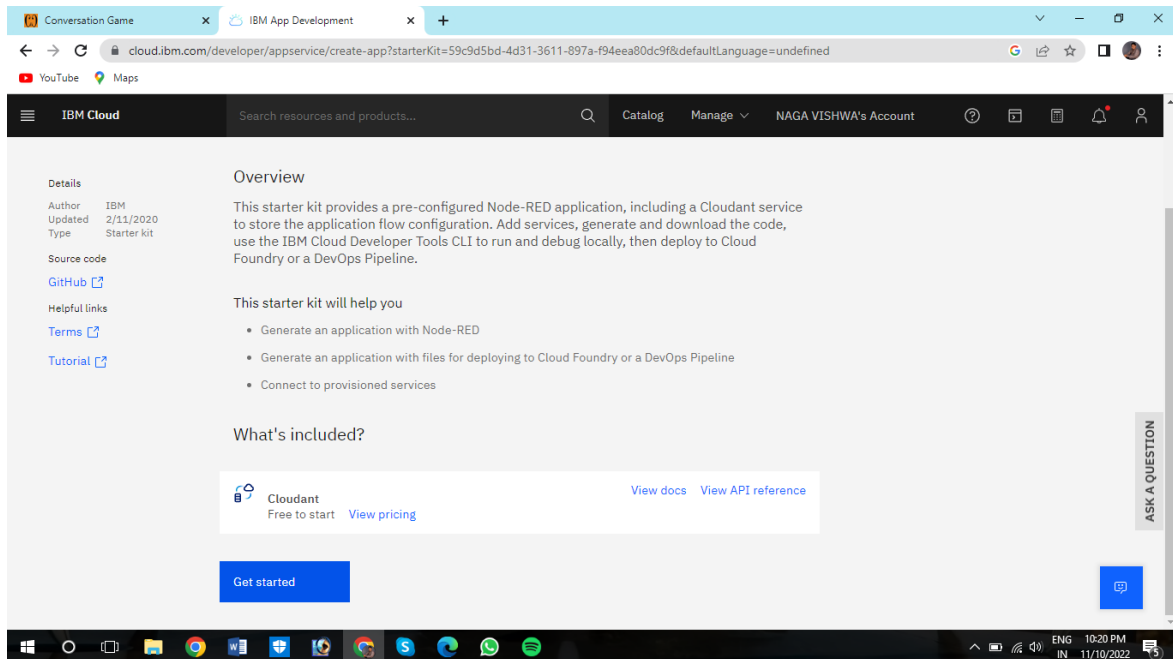 Conversation Game
IBM App Development
cloud.ibm.com/developer/appservice/create-app?starterKit=59c9d5bd-4d31-3611-897a-f94eea80dc9f&defaultLanguage=undefined
YouTube
Maps
IBM Cloud
Search resources and products...
Catalog
Manage
NAGA VISHWA's Account
Details
Author IBM
Updated 2/11/2020
Type Starter kit
Source code
GitHub
Helpful links
Terms
Tutorial
Overview
This starter kit provides a pre-configured Node-RED application, including a Cloudant service
to store the application flow configuration. Add services, generate and download the code,
use the IBM Cloud Developer Tools CLI to run and debug locally, then deploy to Cloud
Foundry or a DevOps Pipeline.
This starter kit will help you
• Generate an application with Node-RED
• Generate an application with files for deploying to Cloud Foundry or a DevOps Pipeline
• Connect to provisioned services
What's included?
Cloudant
Free to start View pricing
View docs View API reference
Get started
ASK A QUESTION
ENG
IN
10:20 PM
11/10/2022
5